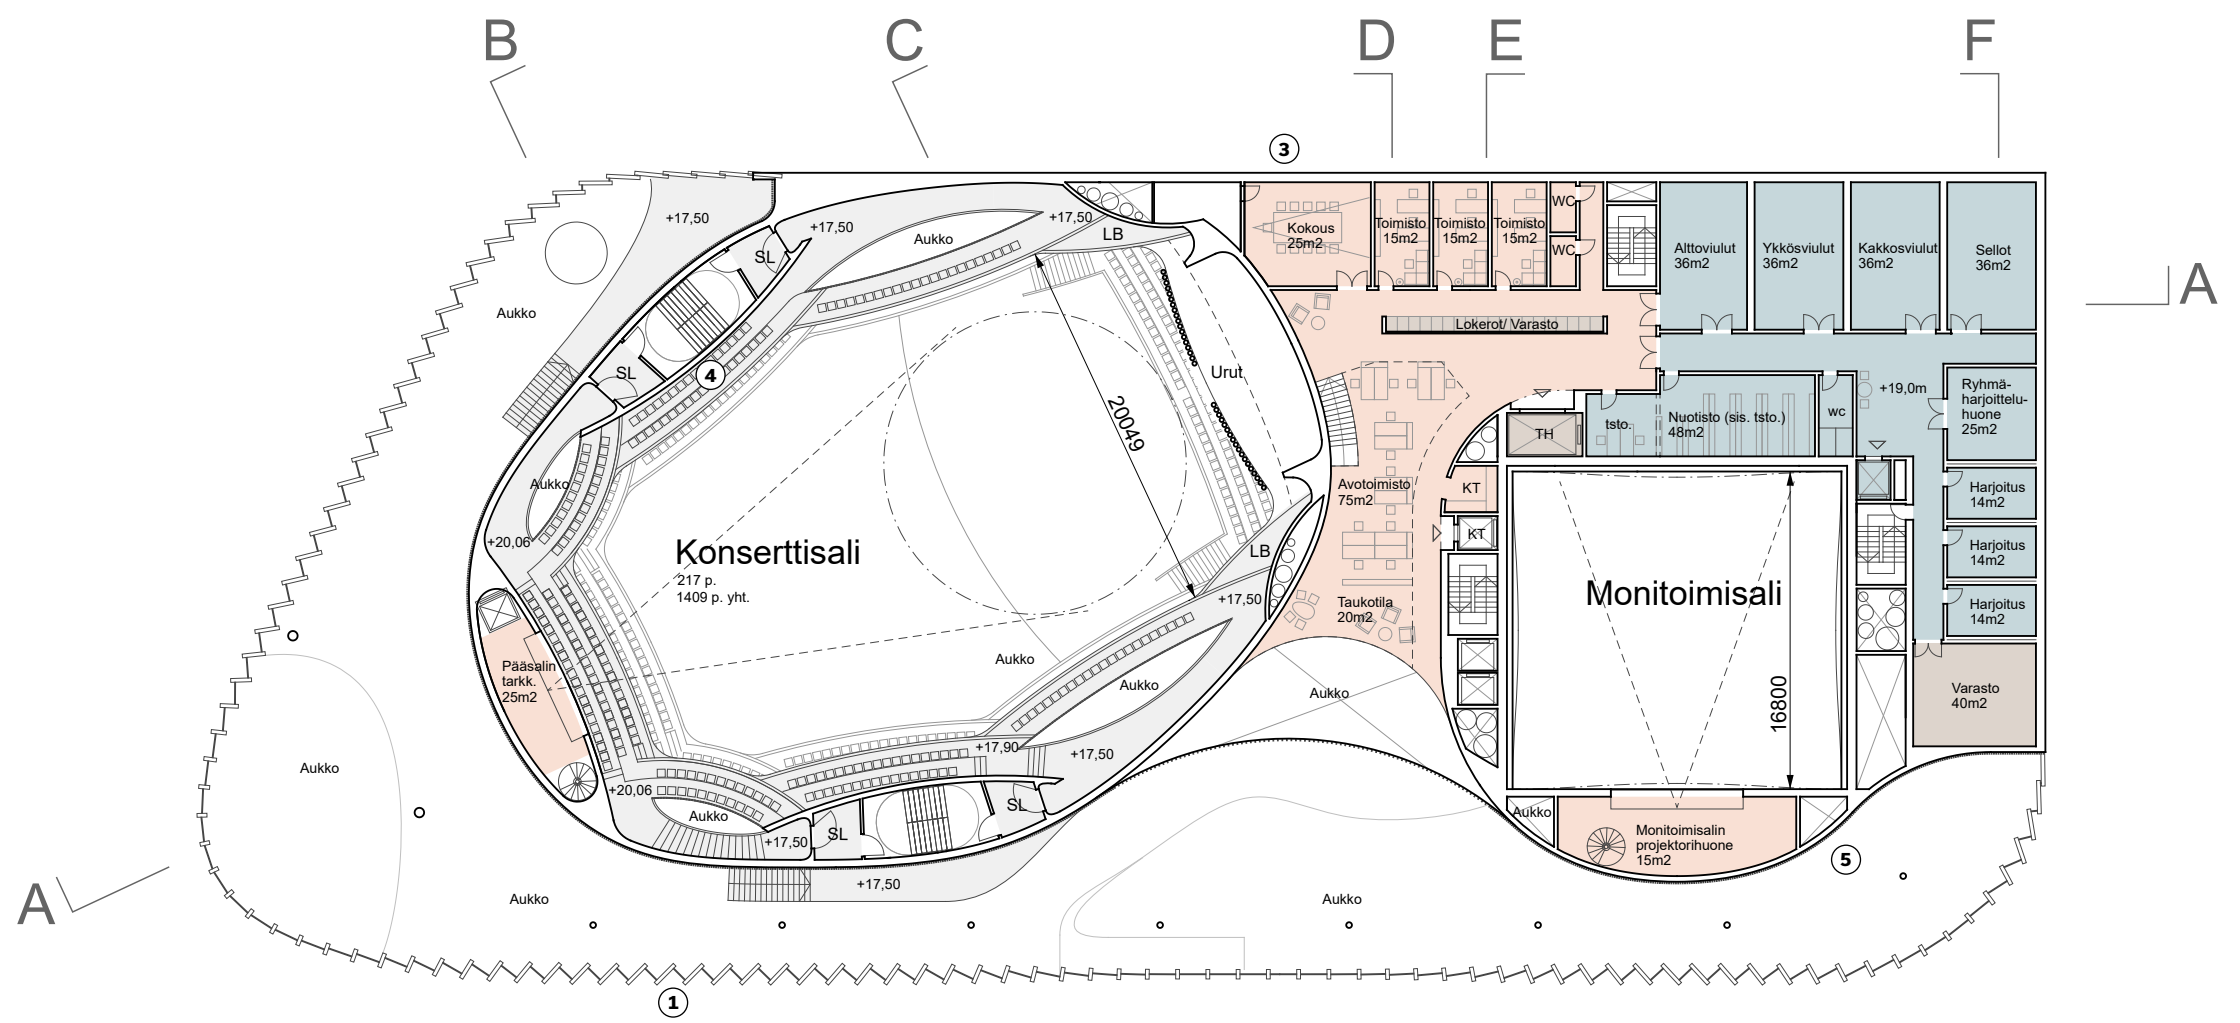 B
C
D
E
F
3
+17,50
+17,50
+17,50
Aukko
LB
SL
Aukko
SL
4
Kokous
25m2
Toimisto
15m2
Toimisto
15m2
Toimisto
15m2
WC
WC
Alttoviulut
36m2
Ykkösviulut
36m2
Kakkosviulut
36m2
Sellot
36m2
A
Lokerot/ Varasto
Urut
20049
+19,0m
Ryhmä-
harjoittelu-
huone
25m2
TH
tsto.
Nuotisto (sis. tsto.)
48m2
wc
Aukko
+20,06
Konserttisali
217 p.
1409 p. yht.
Avotoimisto
75m2
KT
KT
LB
+17,50
Taukotila
20m2
Monitoimisali
16800
Harjoitus
14m2
Harjoitus
14m2
Harjoitus
14m2
Varasto
40m2
Pääsalin
tarkk.
25m2
Aukko
Aukko
Aukko
+17,90
+17,50
Aukko
+20,06
Aukko
+17,50
SL
SL
Aukko
Monitoimisalin
projektorihuone
15m2
5
A
+17,50
Aukko
Aukko
1